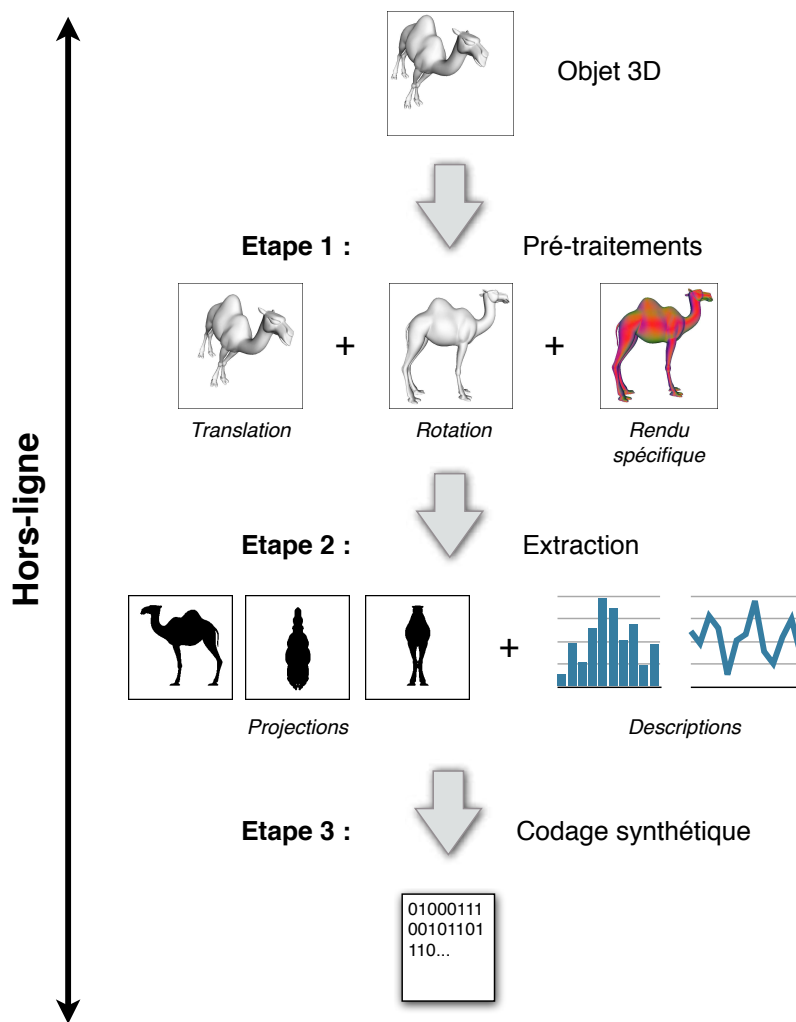 Objet 3D
Etape 1 : Pré-traitements
+ +
Translation Rotation Rendu
spécifique
Hors-ligne
Etape 2 : Extraction
+
Projections Descriptions
Etape 3 : Codage synthétique
01000111
00101101
110...